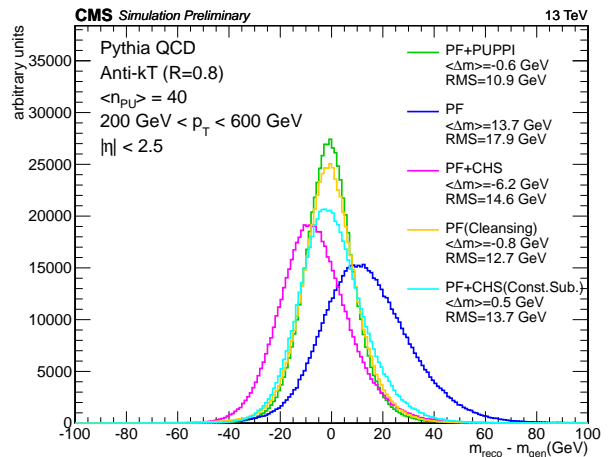 CMS Simulation Preliminary 13 TeV
arbitrary units
35000
30000
25000
20000
15000
10000
5000
0
Pythia QCD
Anti-kT (R=0.8)
<n_PU> = 40
200 GeV < p_T < 600 GeV
|η| < 2.5
PF+PUPPI
<Δm>=-0.6 GeV
RMS=10.9 GeV
PF
<Δm>=13.7 GeV
RMS=17.9 GeV
PF+CHS
<Δm>=-6.2 GeV
RMS=14.6 GeV
PF(Cleansing)
<Δm>=-0.8 GeV
RMS=12.7 GeV
PF+CHS(Const.Sub.)
<Δm>=0.5 GeV
RMS=13.7 GeV
-100 -80 -60 -40 -20 0 20 40 60 80 100
m_reco - m_gen(GeV)